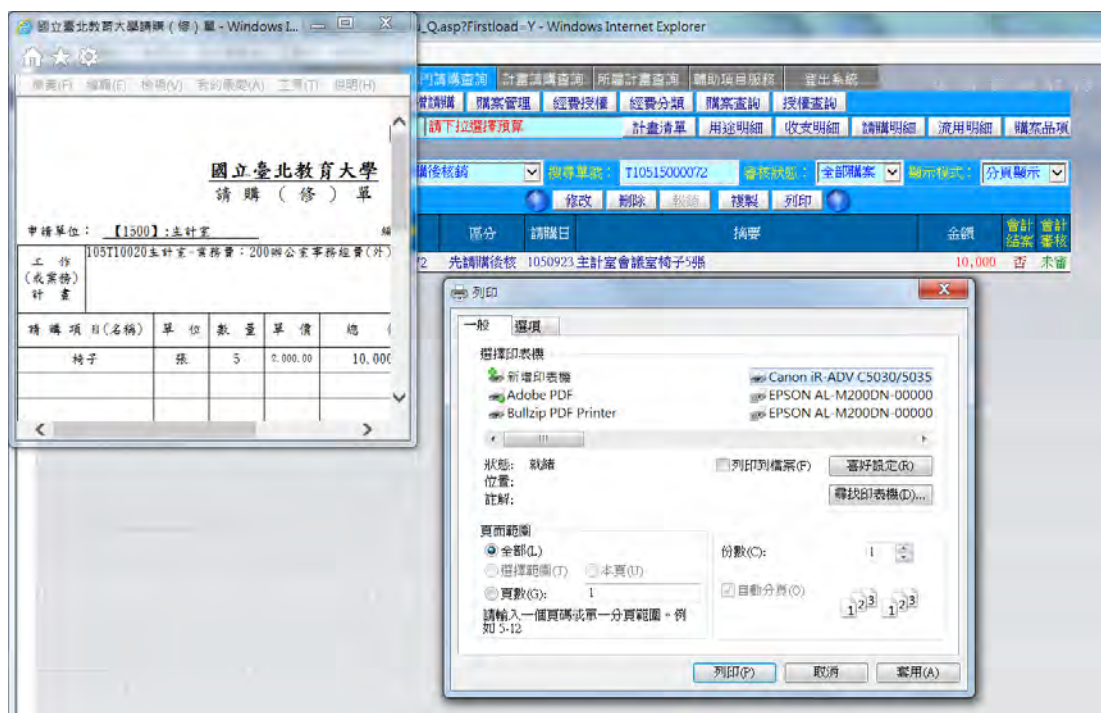 國立臺北教育大學請購(修)單 - Windows I...
_Q.asp?Firstload=Y - Windows Internet Explorer
檔案(F) 編輯(E) 檢視(V) 我的最愛(A) 工具(T) 說明(H)
門請購查詢 計畫請購查詢 所屬計畫查詢 輔助項目服務 登出系統
購案管理 經費授權 經費分類 購案查詢 授權查詢
請下拉選擇預算 計畫清單 用途明細 收支明細 請購明細 流用明細 購案品項
購後核銷 搜尋單號: T10515000072 審核狀態: 全部購案 顯示模式: 分頁顯示
修改 刪除 報銷 複製 列印
區分 請購日 摘要 金額 會計結案 會計審核
2 先請購後核 1050923 主計室會議室椅子5張 10,000 否 未審
國立臺北教育大學
請購(修)單
申請單位: 【1500】:主計室
工作
(或業務)
計畫
105T10020主計室-業務費:200辦公室事務經費(外)
請購項目(名稱) 單位 數量 單價 總
椅子 張 5 2,000.00 10,000
列印
一般 選項
選擇印表機
新增印表機 Canon iR-ADV C5030/5035
Adobe PDF EPSON AL-M200DN-00000
Bullzip PDF Printer EPSON AL-M200DN-00000
狀態: 就緒 列印到檔案(F) 喜好設定(R)
位置:
註解: 尋找印表機(D)...
頁面範圍
全部(L) 份數(C): 1
選擇範圍(T) 本頁(U)
頁數(G): 1 自動分頁(O)
請輸入一個頁碼或單一分頁範圍。例
如 5-12
1 2 3 1 2 3
列印(P) 取消 套用(A)